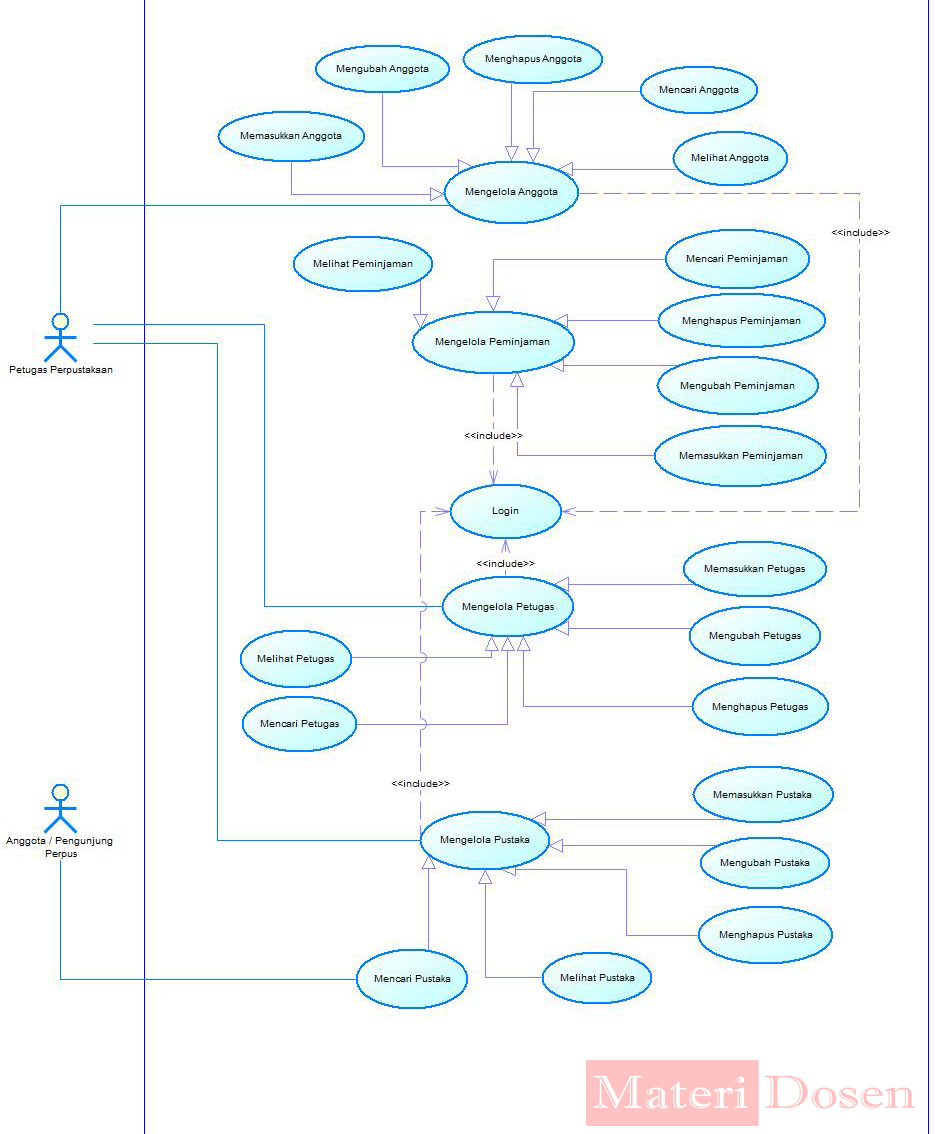 Menghapus Anggota
Mengubah Anggota
Mencari Anggota
Memasukkan Anggota
Melihat Anggota
Mengelola Anggota
<<include>>
Mencari Peminjaman
Melihat Peminjaman
Menghapus Peminjaman
Mengelola Peminjaman
Petugas Perpustakaan
Mengubah Peminjaman
<<include>>
Memasukkan Peminjaman
Login
<<include>>
Memasukkan Petugas
Mengelola Petugas
Mengubah Petugas
Melihat Petugas
Menghapus Petugas
Mencari Petugas
<<include>>
Memasukkan Pustaka
Anggota / Pengunjung
Perpus
Mengelola Pustaka
Mengubah Pustaka
Menghapus Pustaka
Mencari Pustaka
Melihat Pustaka
Materi Dosen